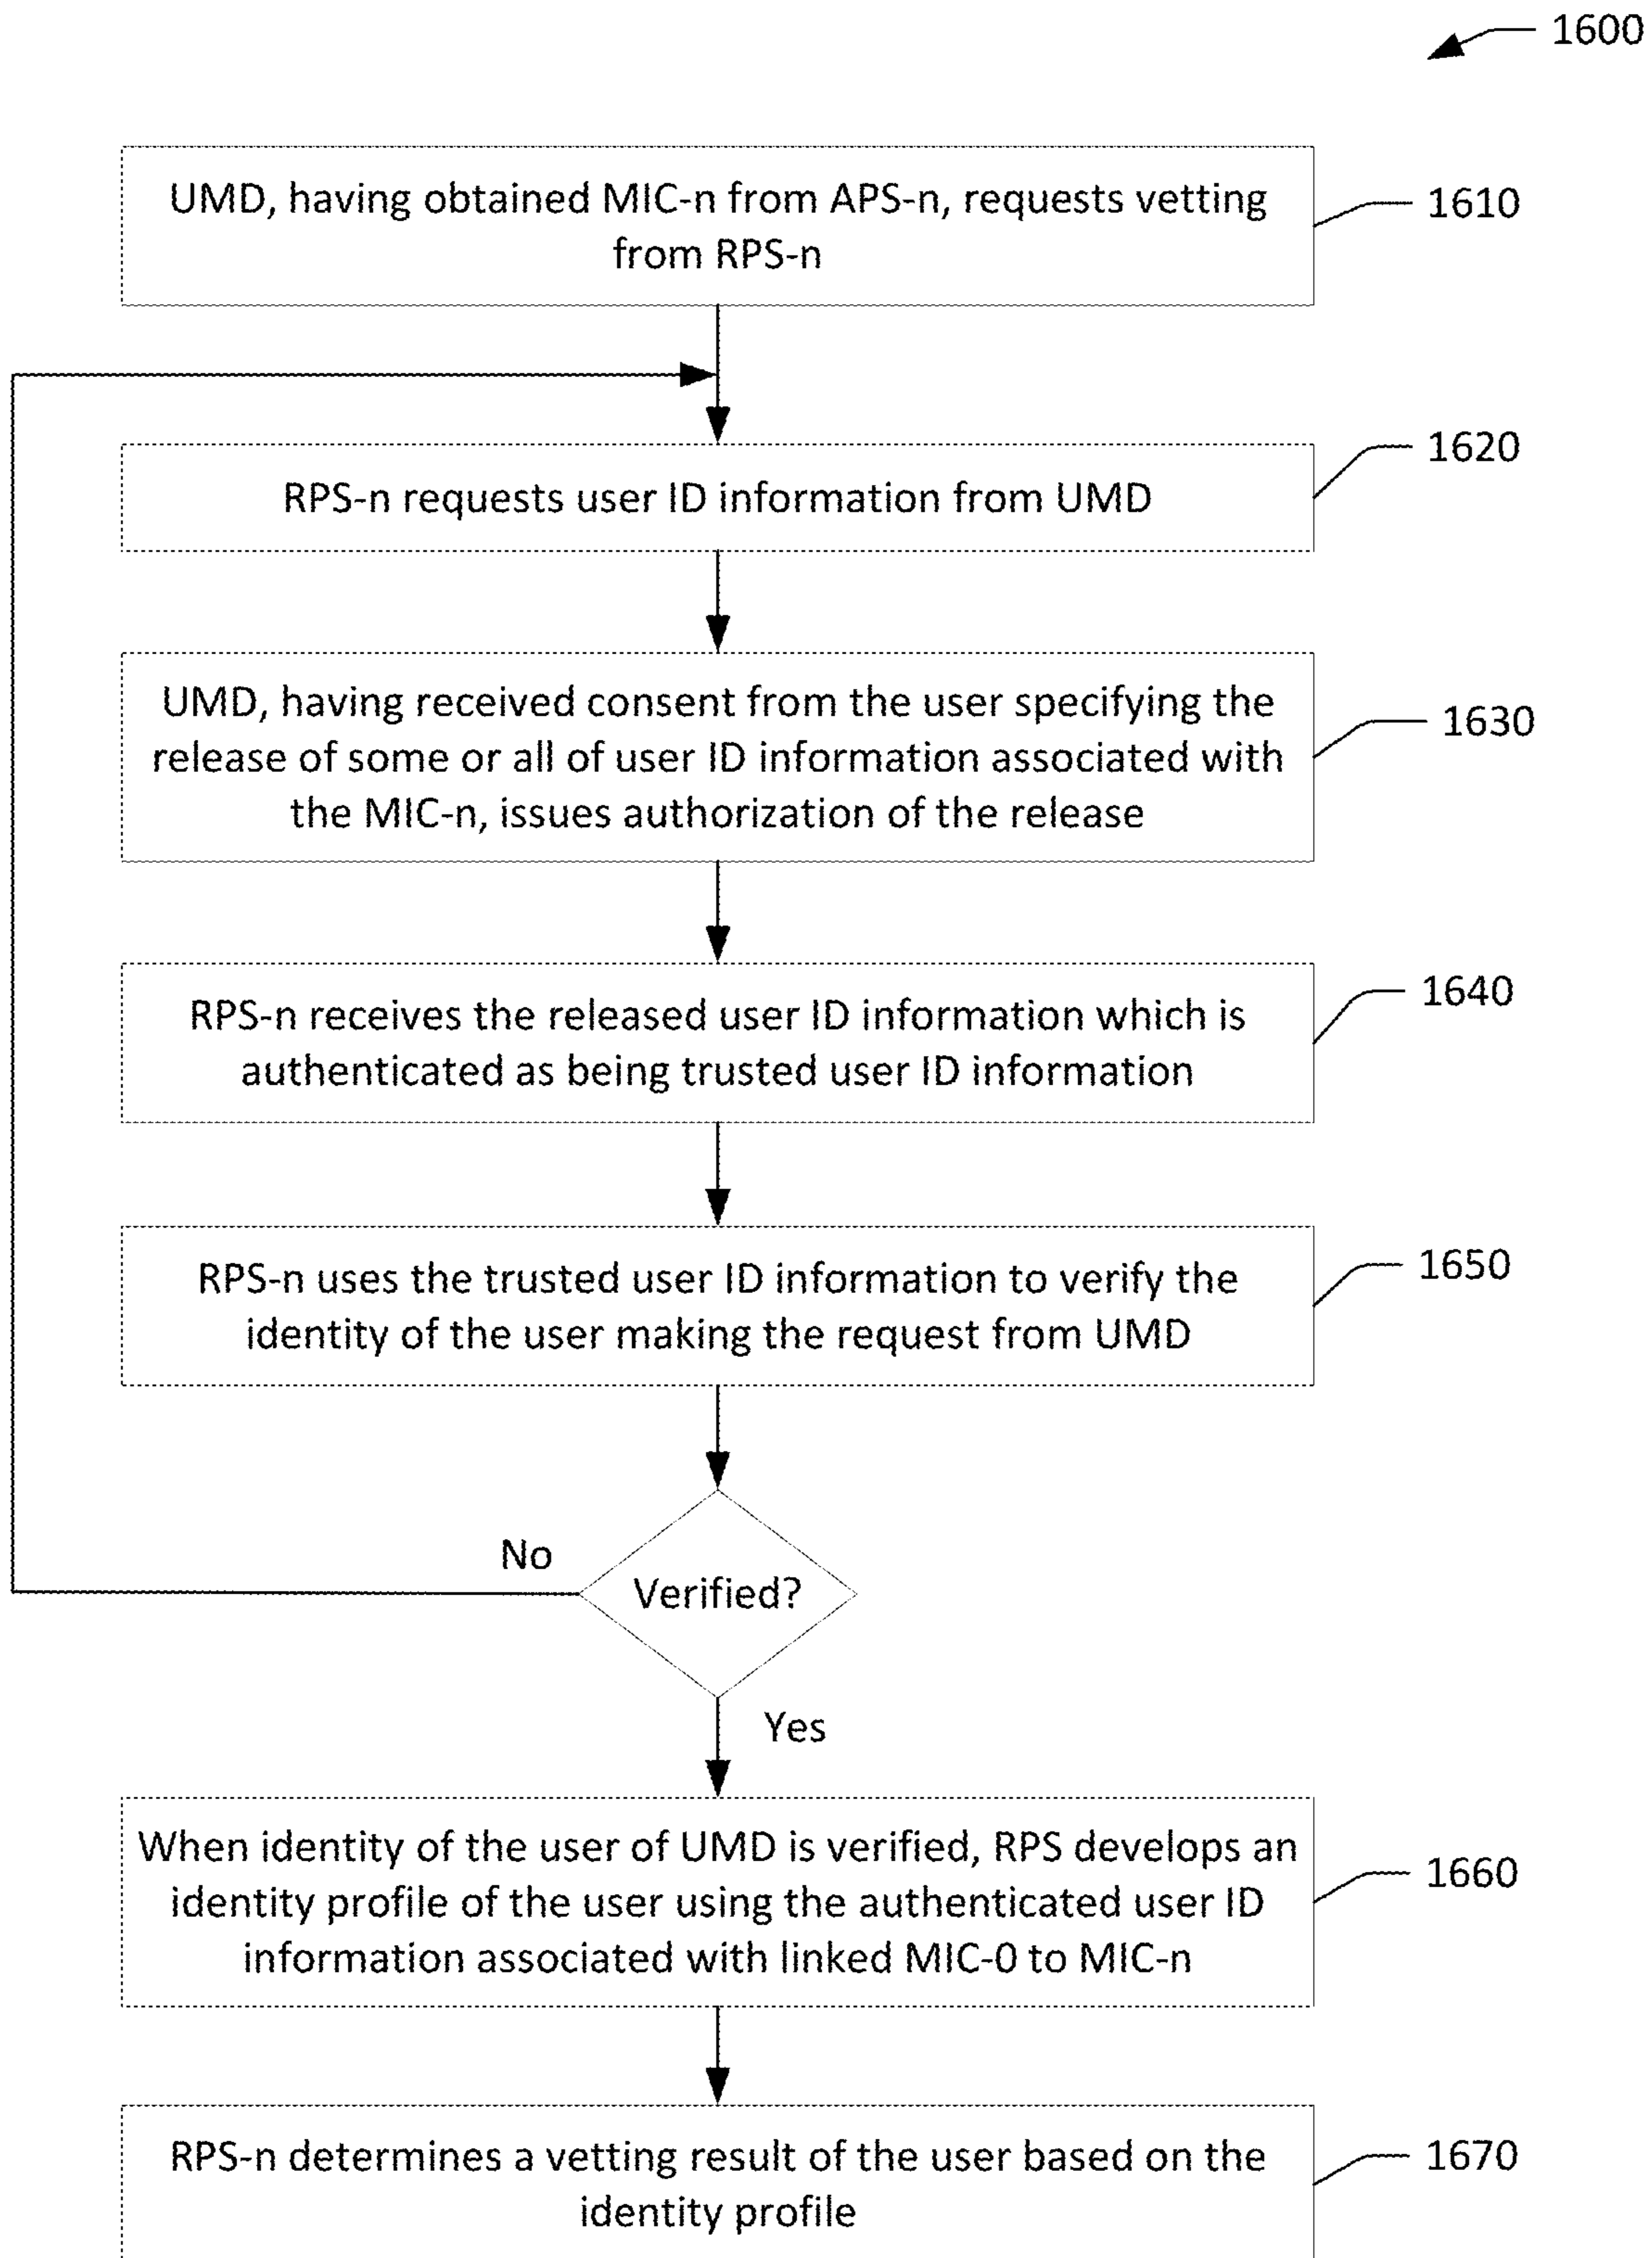 1600
UMD, having obtained MIC-n from APS-n, requests vetting
from RPS-n
1610
RPS-n requests user ID information from UMD
1620
UMD, having received consent from the user specifying the
release of some or all of user ID information associated with
the MIC-n, issues authorization of the release
1630
RPS-n receives the released user ID information which is
authenticated as being trusted user ID information
1640
RPS-n uses the trusted user ID information to verify the
identity of the user making the request from UMD
1650
No
Verified?
Yes
When identity of the user of UMD is verified, RPS develops an
identity profile of the user using the authenticated user ID
information associated with linked MIC-0 to MIC-n
1660
RPS-n determines a vetting result of the user based on the
identity profile
1670